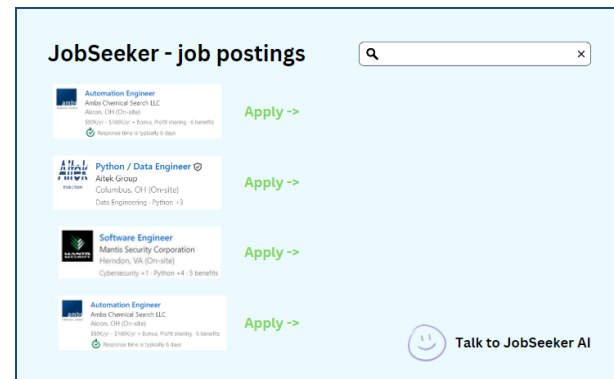 JobSeeker - job postings
×
Automation Engineer
Ambs Chemical Search LLC
Akron, OH (On-site)
$80K/yr - $160K/yr + Bonus, Profit sharing · 6 benefits
Response time is typically 6 days
Apply ->
Aitek
Python / Data Engineer
Aitek Group
Columbus, OH (On-site)
Data Engineering · Python +3
Apply ->
MANTIS
SECURITY
Software Engineer
Mantis Security Corporation
Herndon, VA (On-site)
Cybersecurity +1 · Python +4 · 5 benefits
Apply ->
ambs
Automation Engineer
Ambs Chemical Search LLC
Akron, OH (On-site)
$80K/yr - $160K/yr + Bonus, Profit sharing · 6 benefits
Response time is typically 6 days
Apply ->
Talk to JobSeeker AI